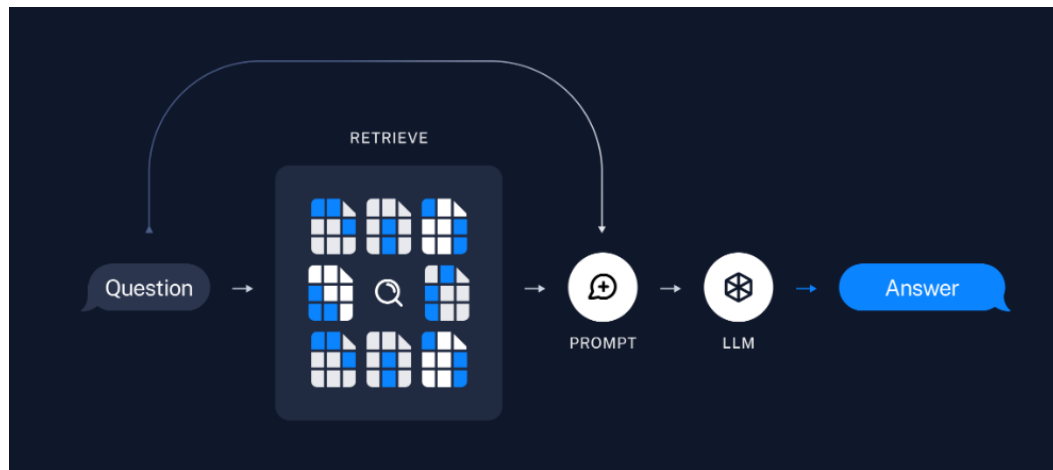 RETRIEVE
Question
Answer
PROMPT
LLM